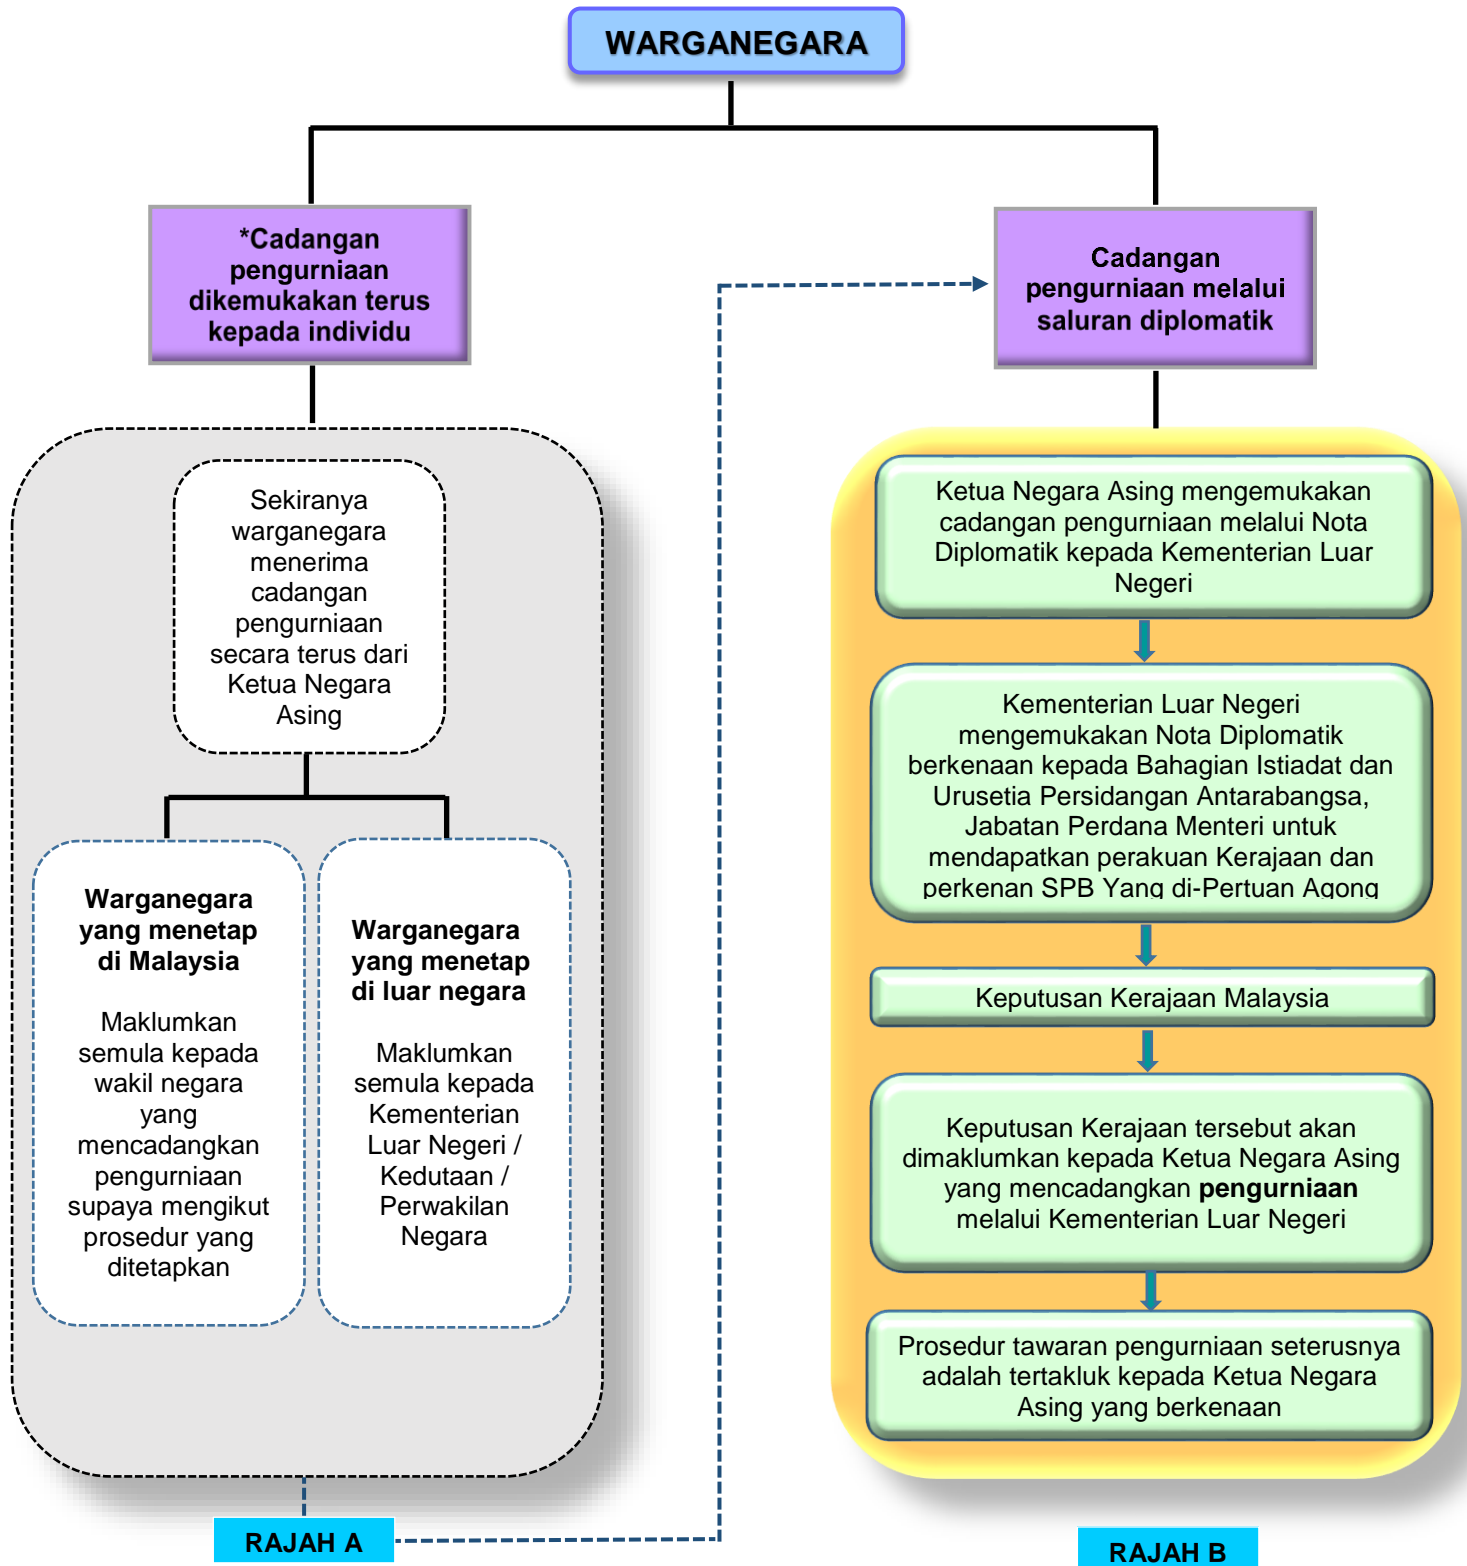 WARGANEGARA
*Cadangan
pengurniaan
dikemukakan terus
kepada individu
Cadangan
pengurniaan melalui
saluran diplomatik
Sekiranya
warganegara
menerima
cadangan
pengurniaan
secara terus dari
Ketua Negara
Asing
Warganegara
yang menetap
di Malaysia
Maklumkan
semula kepada
wakil negara
yang
mencadangkan
pengurniaan
supaya mengikut
prosedur yang
ditetapkan
Warganegara
yang menetap
di luar negara
Maklumkan
semula kepada
Kementerian
Luar Negeri /
Kedutaan /
Perwakilan
Negara
RAJAH A
Ketua Negara Asing mengemukakan
cadangan pengurniaan melalui Nota
Diplomatik kepada Kementerian Luar
Negeri
Kementerian Luar Negeri
mengemukakan Nota Diplomatik
berkenaan kepada Bahagian Istiadat dan
Urusetia Persidangan Antarabangsa,
Jabatan Perdana Menteri untuk
mendapatkan perakuan Kerajaan dan
perkenan SPB Yang di-Pertuan Agong
Keputusan Kerajaan Malaysia
Keputusan Kerajaan tersebut akan
dimaklumkan kepada Ketua Negara Asing
yang mencadangkan pengurniaan
melalui Kementerian Luar Negeri
Prosedur tawaran pengurniaan seterusnya
adalah tertakluk kepada Ketua Negara
Asing yang berkenaan
RAJAH B